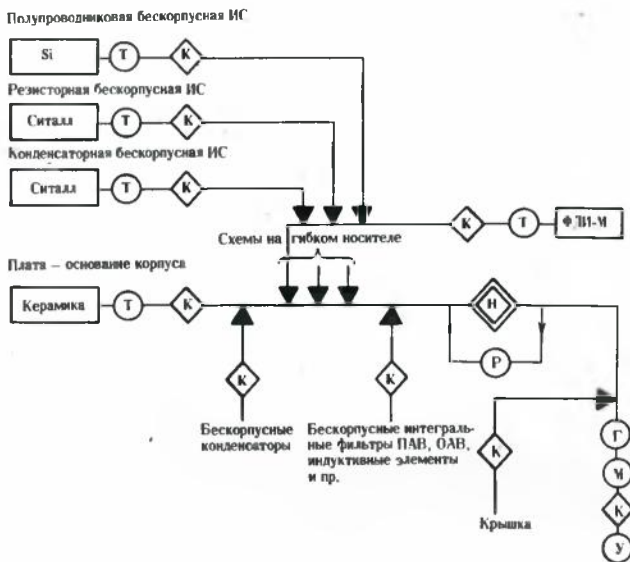 Полупроводниковая бескорпусная ИС
Si
Т
К
Резисторная бескорпусная ИС
Ситалл
Т
К
Конденсаторная бескорпусная ИС
Ситалл
Т
К
Схемы на гибком носителе
К
Т
ФДИ-М
Плата – основание корпуса
Керамика
Т
К
Н
Р
К
К
Бескорпусные
конденсаторы
Бескорпусные интеграль-
ные фильтры ПАВ, ОАВ,
индуктивные элементы
и пр.
К
Крышка
Г
М
К
У